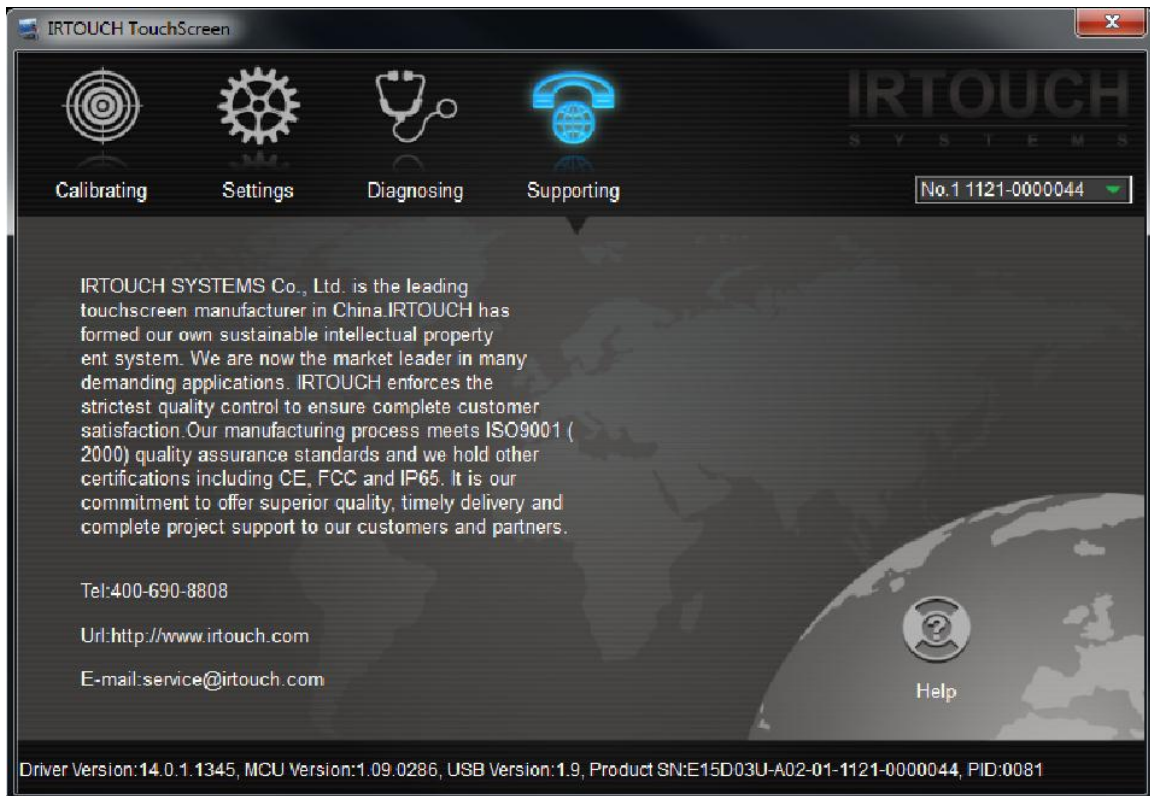 IRTOUCH TouchScreen
IRTOUCH
SYSTEMS
Calibrating Settings Diagnosing Supporting
No.1 1121-0000044
IRTOUCH SYSTEMS Co., Ltd. is the leading
touchscreen manufacturer in China.IRTOUCH has
formed our own sustainable intellectual property
ent system. We are now the market leader in many
demanding applications. IRTOUCH enforces the
strictest quality control to ensure complete customer
satisfaction.Our manufacturing process meets ISO9001 (
2000) quality assurance standards and we hold other
certifications including CE, FCC and IP65. It is our
commitment to offer superior quality, timely delivery and
complete project support to our customers and partners.
Tel:400-690-8808
Url:http://www.irtouch.com
E-mail:service@irtouch.com
Help
Driver Version:14.0.1.1345, MCU Version:1.09.0286, USB Version:1.9, Product SN:E15D03U-A02-01-1121-0000044, PID:0081